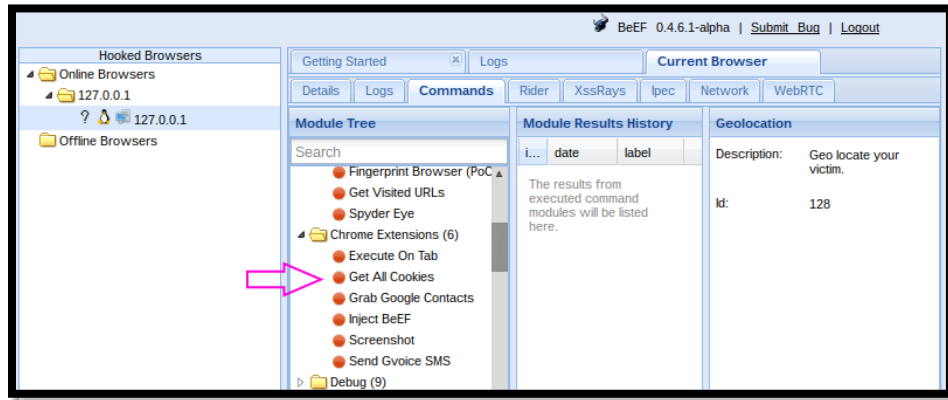 BeEF 0.4.6.1-alpha | Submit Bug | Logout
Hooked Browsers
Online Browsers
127.0.0.1
? 127.0.0.1
Offline Browsers
Getting Started
Logs
Current Browser
Details
Logs
Commands
Rider
XssRays
Ipec
Network
WebRTC
Module Tree
Search
Fingerprint Browser (PoC
Get Visited URLs
Spyder Eye
Chrome Extensions (6)
Execute On Tab
Get All Cookies
Grab Google Contacts
Inject BeEF
Screenshot
Send Gvoice SMS
Debug (9)
Module Results History
i... date label
The results from
executed command
modules will be listed
here.
Geolocation
Description: Geo locate your
victim.
Id: 128